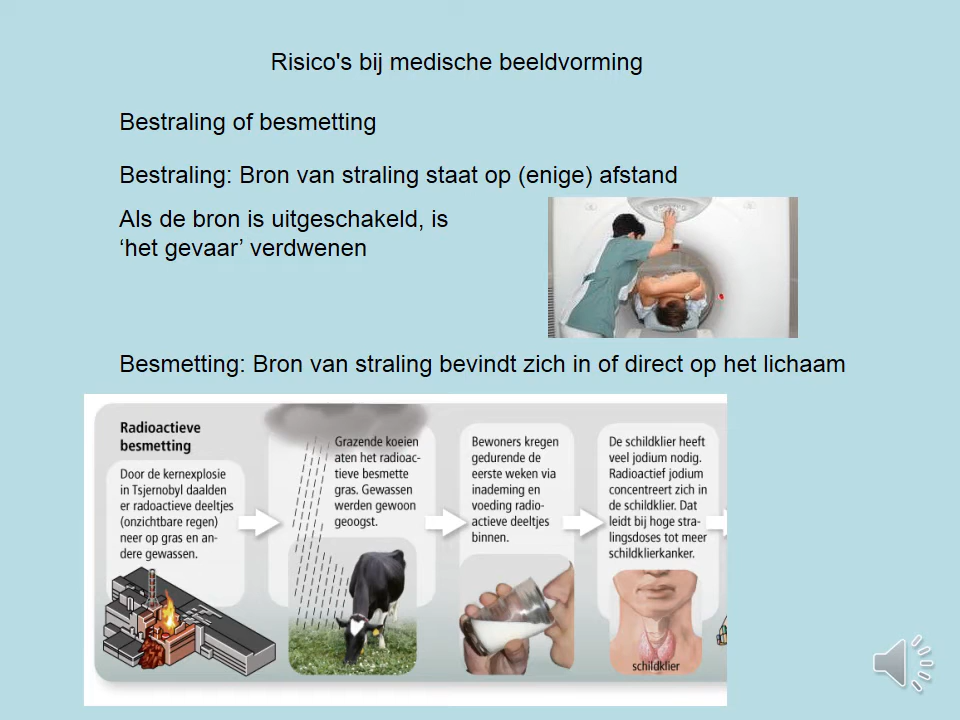 Risico's bij medische beeldvorming
Bestraling of besmetting
Bestraling: Bron van straling staat op (enige) afstand
Als de bron is uitgeschakeld, is
‘het gevaar’ verdwenen
Besmetting: Bron van straling bevindt zich in of direct op het lichaam
Radioactieve
besmetting
Door de kernexplosie
in Tsjernobyl daalden
er radioactieve deeltjes
(onzichtbare regen)
neer op gras en an-
dere gewassen.
Grazende koeien
aten het radioac-
tieve besmette
gras. Gewassen
werden gewoon
geoogst.
Bewoners kregen
gedurende de
eerste weken via
inademing en
voeding radio-
actieve deeltjes
binnen.
De schildklier heeft
veel jodium nodig.
Radioactief jodium
concentreert zich in
de schildklier. Dat
leidt bij hoge stra-
lingsdoses tot meer
schildklierkanker.
schildklier